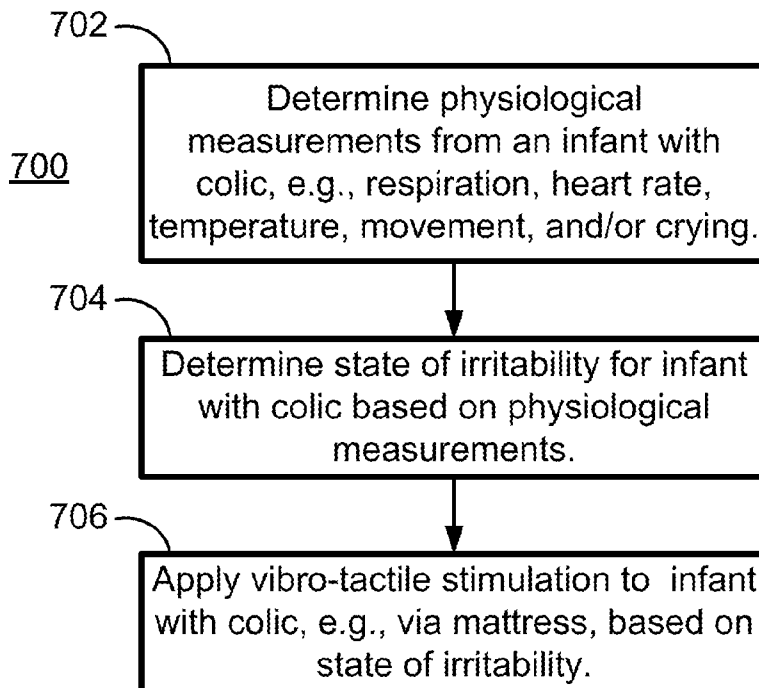 702
Determine physiological
measurements from an infant with
700
colic, e.g., respiration, heart rate,
temperature, movement, and/or crying.
704
Determine state of irritability for infant
with colic based on physiological
measurements.
706
Apply vibro-tactile stimulation to infant
with colic, e.g., via mattress, based on
state of irritability.